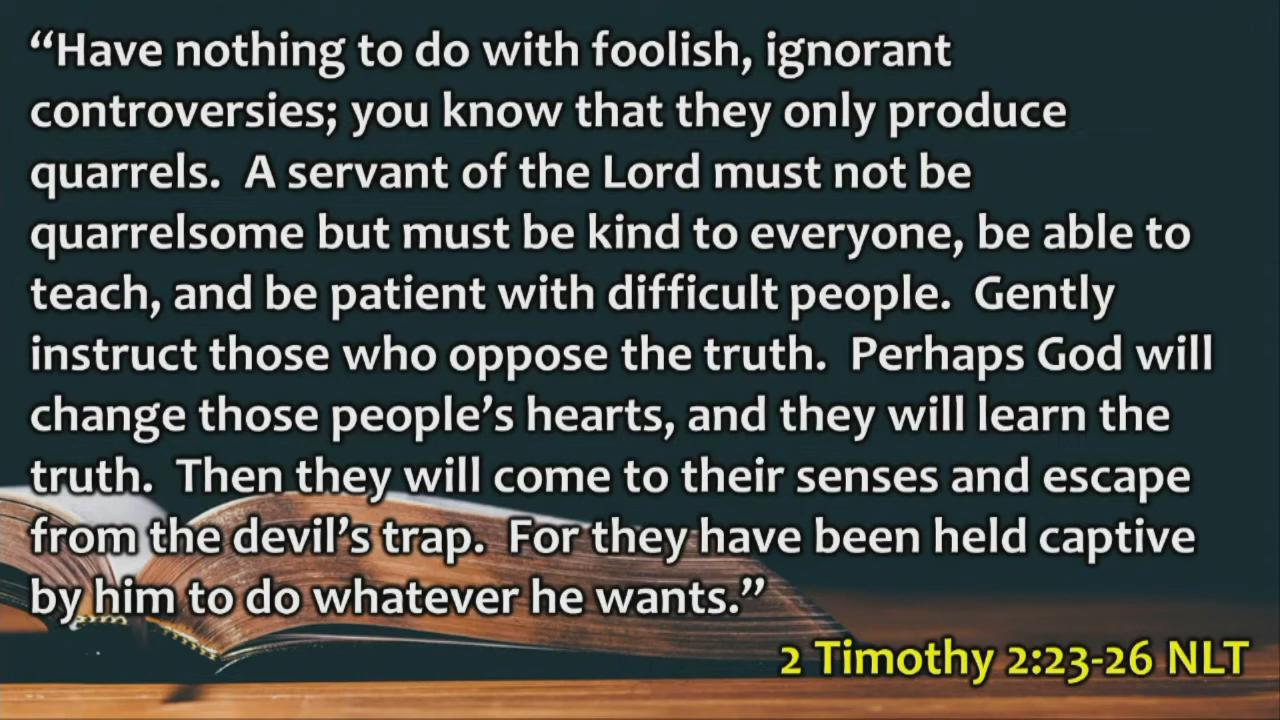 “Have nothing to do with foolish, ignorant
controversies; you know that they only produce
quarrels.  A servant of the Lord must not be
quarrelsome but must be kind to everyone, be able to
teach, and be patient with difficult people.  Gently
instruct those who oppose the truth.  Perhaps God will
change those people’s hearts, and they will learn the
truth.  Then they will come to their senses and escape
from the devil’s trap.  For they have been held captive
by him to do whatever he wants.”
2 Timothy 2:23-26 NLT